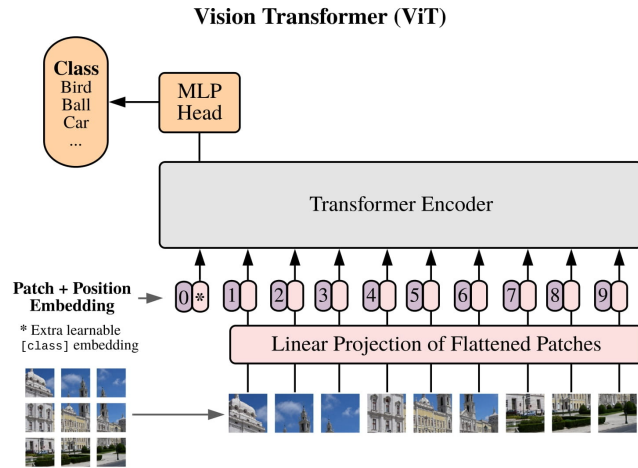 Vision Transformer (ViT)
Class
Bird
Ball
Car
...
MLP
Head
Transformer Encoder
Patch + Position
Embedding
0 * 1 2 3 4 5 6 7 8 9
* Extra learnable
[class] embedding
Linear Projection of Flattened Patches